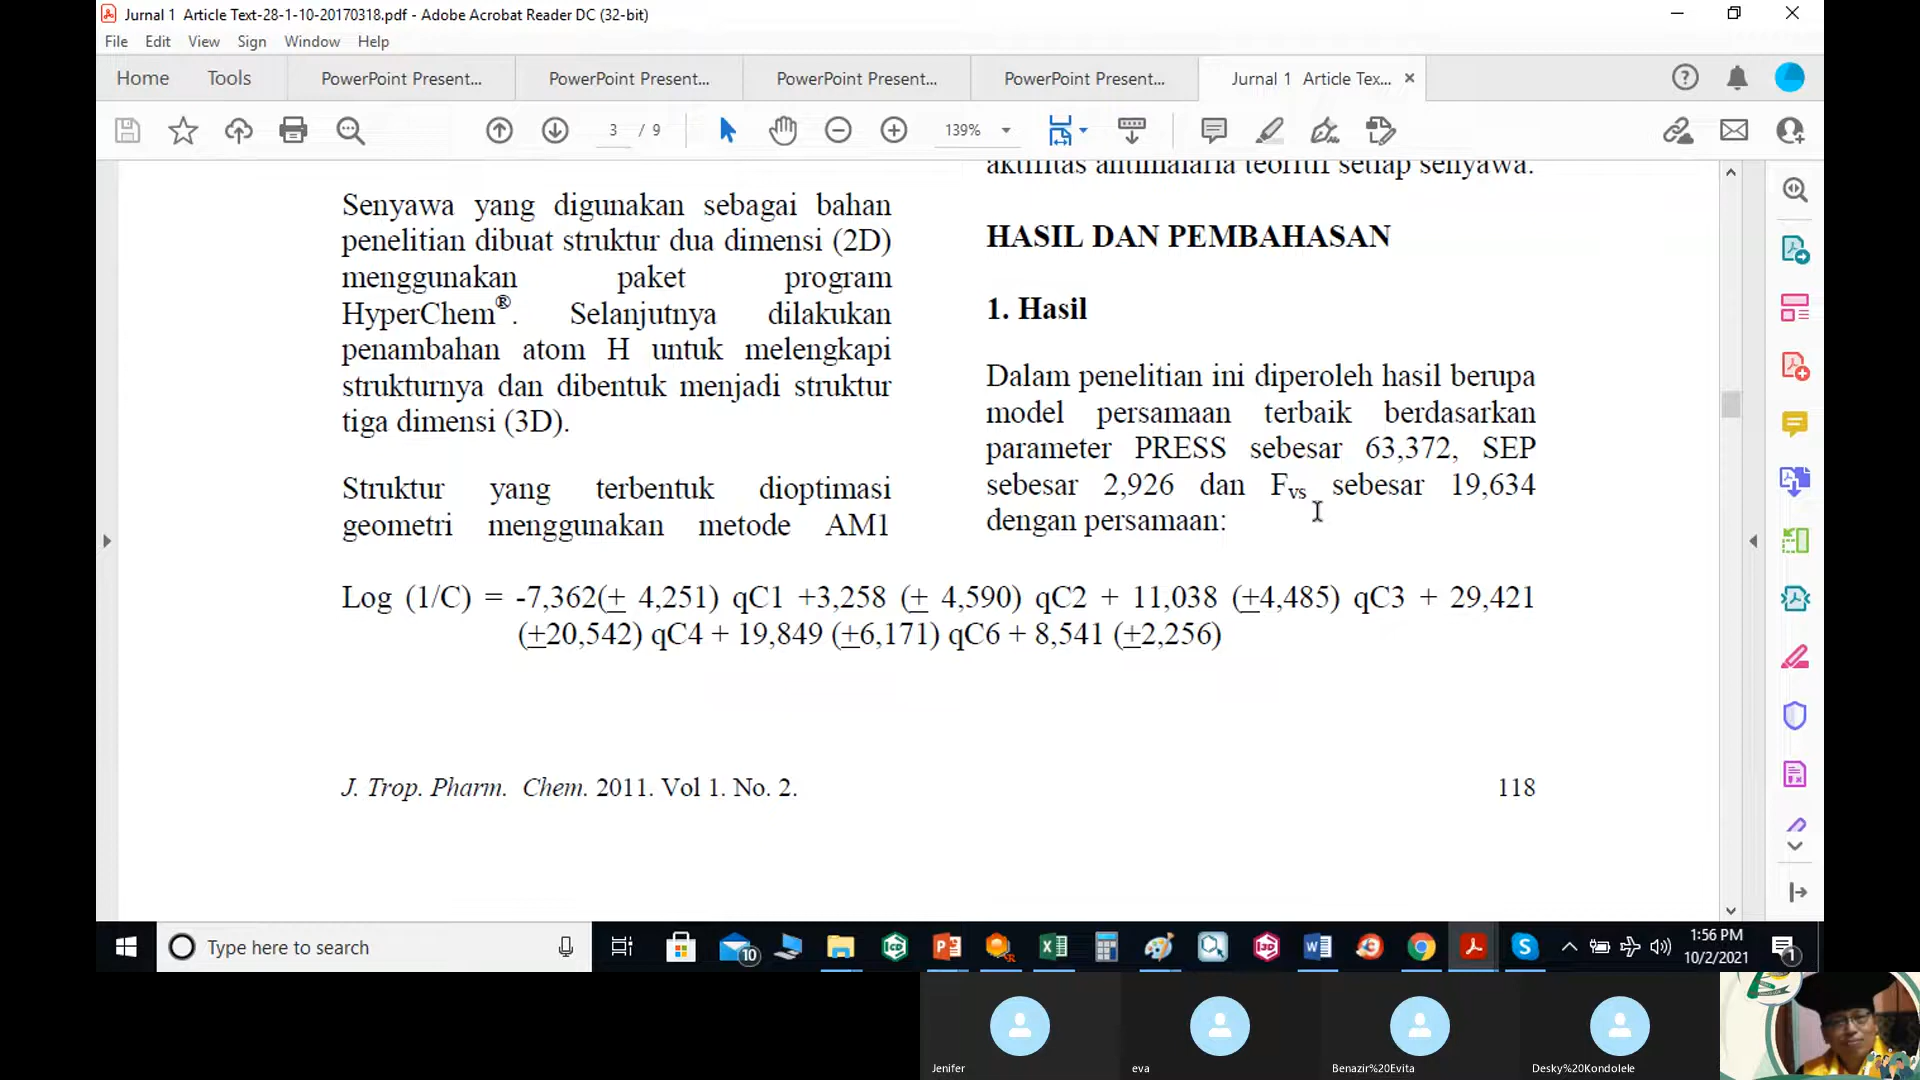 Jurnal 1 Article Text-28-1-10-20170318.pdf - Adobe Acrobat Reader DC (32-bit)
File Edit View Sign Window Help
Home Tools PowerPoint Present... PowerPoint Present... PowerPoint Present... PowerPoint Present... Jurnal 1 Article Tex...
3 / 9 139%
aktifitas antimalaria teoritif setiap senyawa.
Senyawa yang digunakan sebagai bahan
penelitian dibuat struktur dua dimensi (2D)
menggunakan paket program
HyperChem®. Selanjutnya dilakukan
penambahan atom H untuk melengkapi
strukturnya dan dibentuk menjadi struktur
tiga dimensi (3D).
Struktur yang terbentuk dioptimasi
geometri menggunakan metode AM1
HASIL DAN PEMBAHASAN
1. Hasil
Dalam penelitian ini diperoleh hasil berupa
model persamaan terbaik berdasarkan
parameter PRESS sebesar 63,372, SEP
sebesar 2,926 dan Fvs sebesar 19,634
dengan persamaan:
Log (1/C) = -7,362(± 4,251) qC1 +3,258 (± 4,590) qC2 + 11,038 (±4,485) qC3 + 29,421
(±20,542) qC4 + 19,849 (±6,171) qC6 + 8,541 (±2,256)
J. Trop. Pharm. Chem. 2011. Vol 1. No. 2. 118
Type here to search
10
1:56 PM
10/2/2021
1
Jenifer eva Benazir%20Evita Desky%20Kondolele